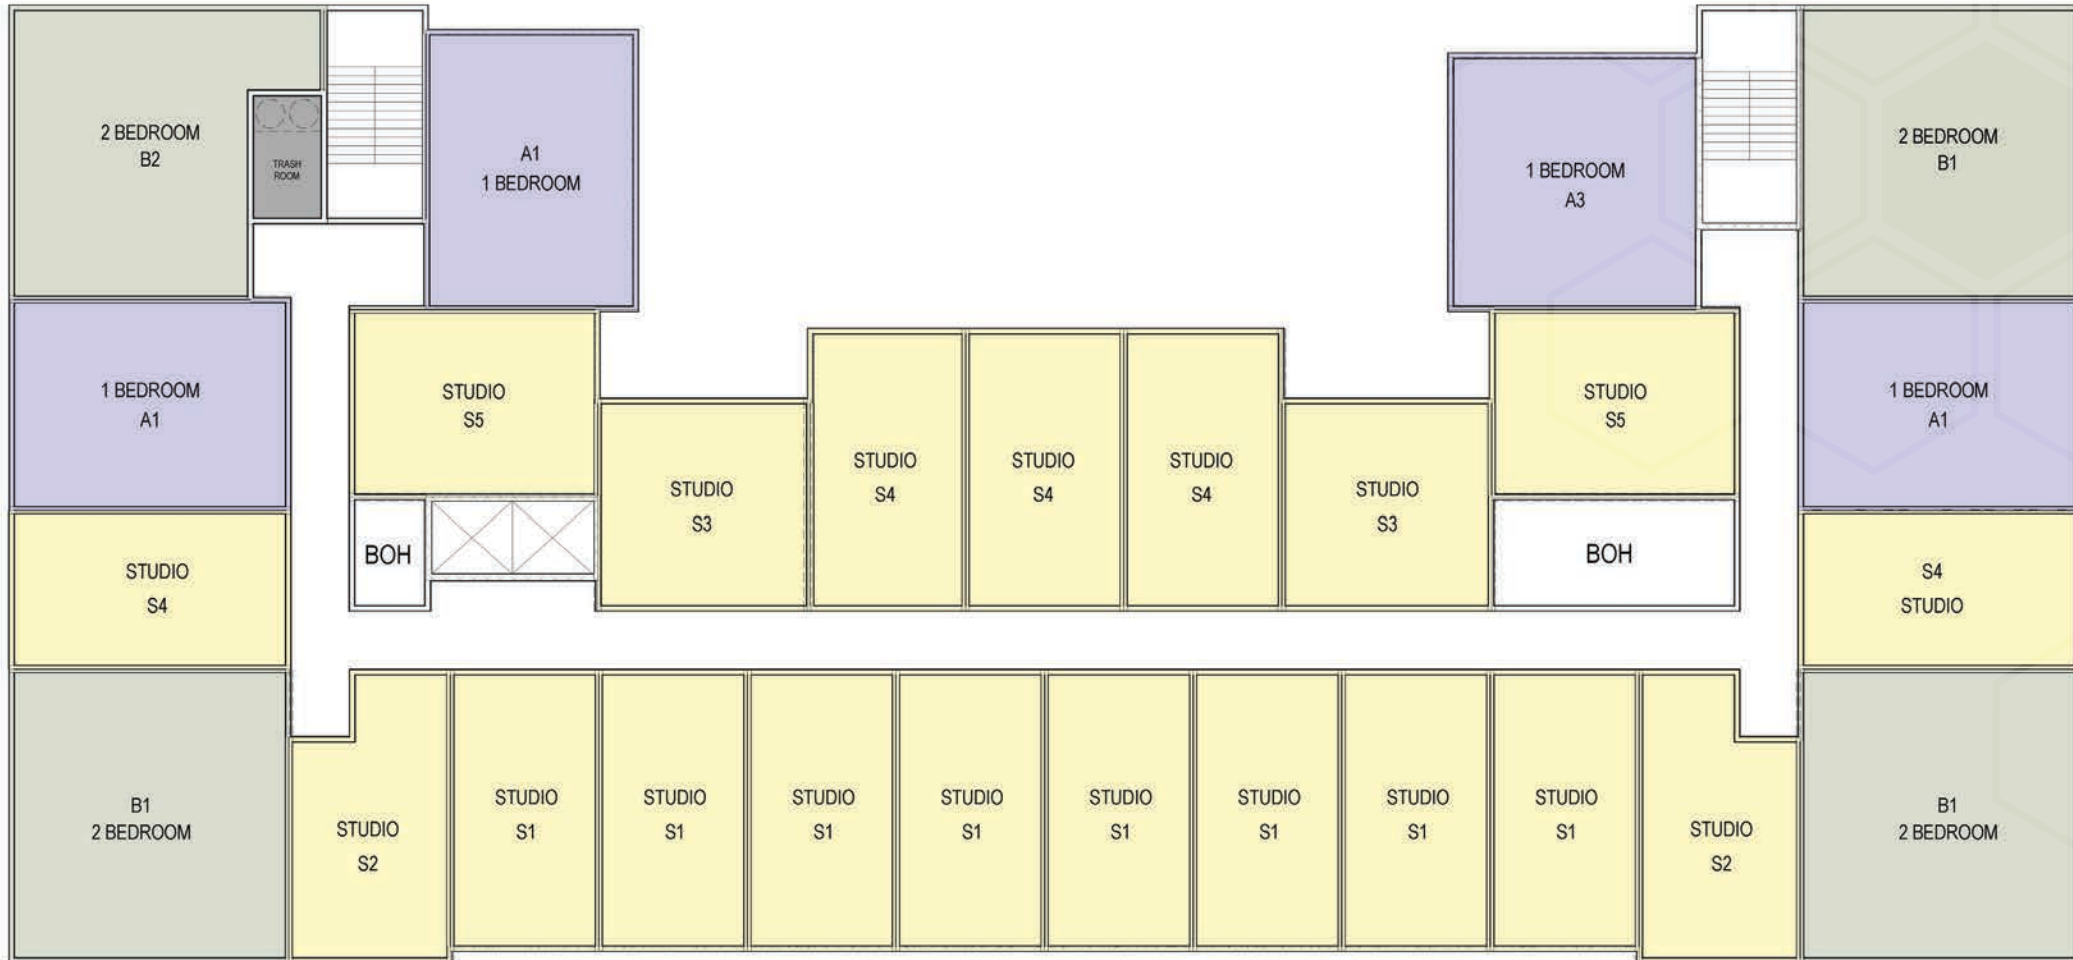 2 BEDROOM
B2
TRASH
ROOM
A1
1 BEDROOM
1 BEDROOM
A3
2 BEDROOM
B1
1 BEDROOM
A1
STUDIO
S5
STUDIO
S5
1 BEDROOM
A1
STUDIO
S3
STUDIO
S4
STUDIO
S4
STUDIO
S4
STUDIO
S3
STUDIO
S4
BOH
BOH
S4
STUDIO
B1
2 BEDROOM
STUDIO
S2
STUDIO
S1
STUDIO
S1
STUDIO
S1
STUDIO
S1
STUDIO
S1
STUDIO
S1
STUDIO
S1
STUDIO
S1
STUDIO
S2
B1
2 BEDROOM